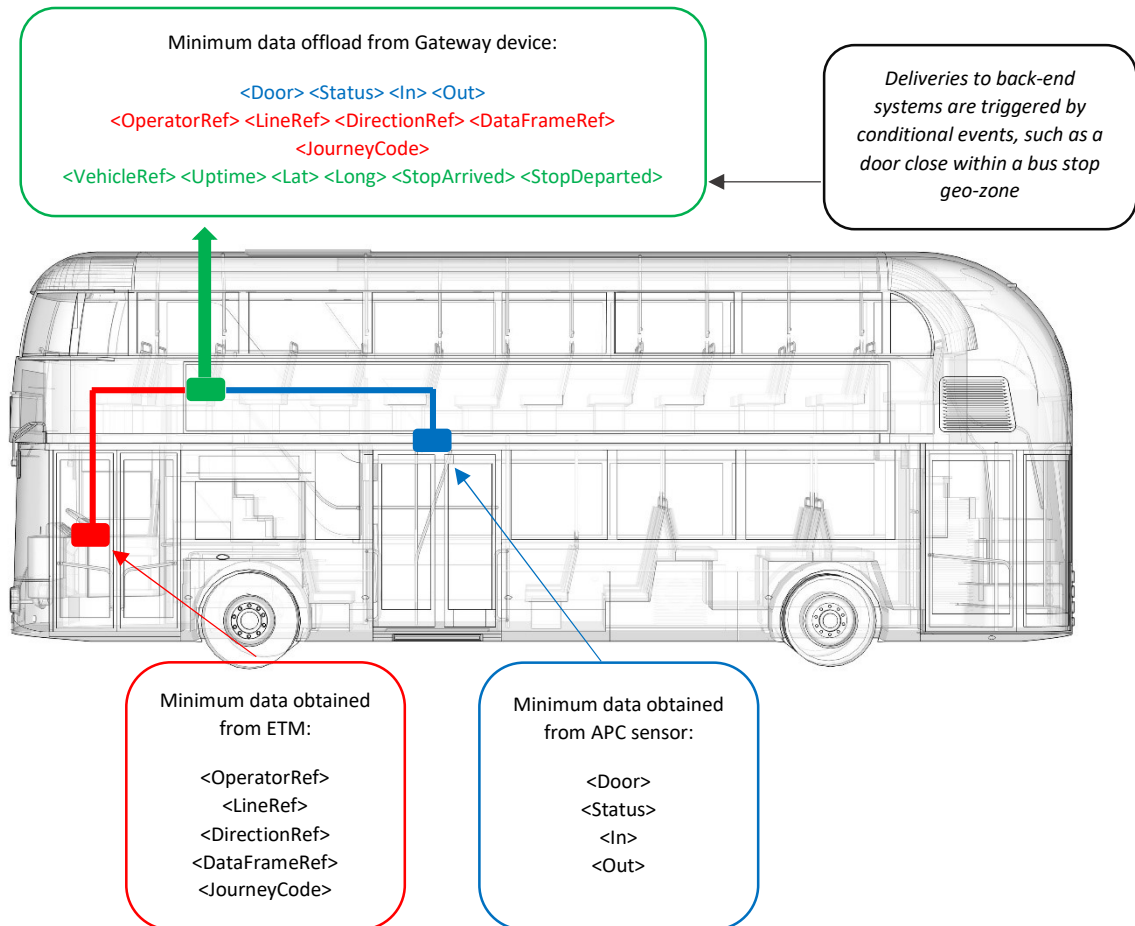 Minimum data offload from Gateway device:
<Door> <Status> <In> <Out>
<OperatorRef> <LineRef> <DirectionRef> <DataFrameRef>
<JourneyCode>
<VehicleRef> <Uptime> <Lat> <Long> <StopArrived> <StopDeparted>
Deliveries to back-end
systems are triggered by
conditional events, such as a
door close within a bus stop
geo-zone
Minimum data obtained
from ETM:
<OperatorRef>
<LineRef>
<DirectionRef>
<DataFrameRef>
<JourneyCode>
Minimum data obtained
from APC sensor:
<Door>
<Status>
<In>
<Out>